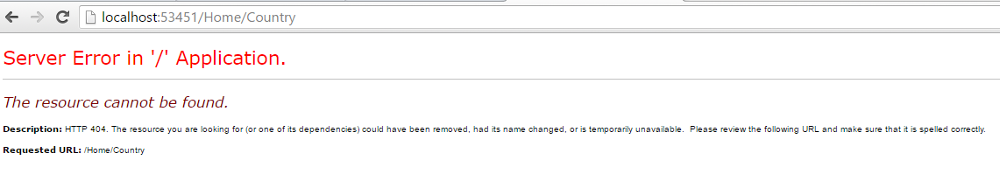 localhost:53451/Home/Country
Server Error in '/' Application.
The resource cannot be found.
Description: HTTP 404. The resource you are looking for (or one of its dependencies) could have been removed, had its name changed, or is temporarily unavailable.  Please review the following URL and make sure that it is spelled correctly.
Requested URL: /Home/Country